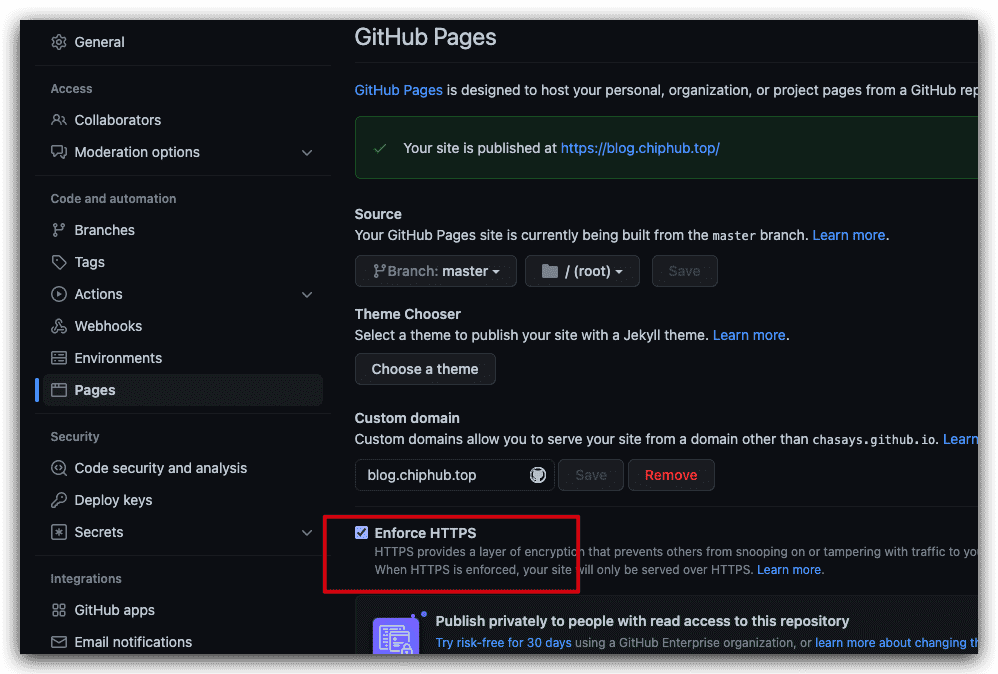 General
Access
Collaborators
Moderation options
Code and automation
Branches
Tags
Actions
Webhooks
Environments
Pages
Security
Code security and analysis
Deploy keys
Secrets
Integrations
GitHub apps
Email notifications
GitHub Pages
GitHub Pages is designed to host your personal, organization, or project pages from a GitHub rep
Your site is published at https://blog.chiphub.top/
Source
Your GitHub Pages site is currently being built from the master branch. Learn more.
Branch: master / (root) Save
Theme Chooser
Select a theme to publish your site with a Jekyll theme. Learn more.
Choose a theme
Custom domain
Custom domains allow you to serve your site from a domain other than chasays.github.io. Learn
blog.chiphub.top Save Remove
Enforce HTTPS
HTTPS provides a layer of encryption that prevents others from snooping on or tampering with traffic to you
When HTTPS is enforced, your site will only be served over HTTPS. Learn more.
Publish privately to people with read access to this repository
Try risk-free for 30 days using a GitHub Enterprise organization, or learn more about changing th